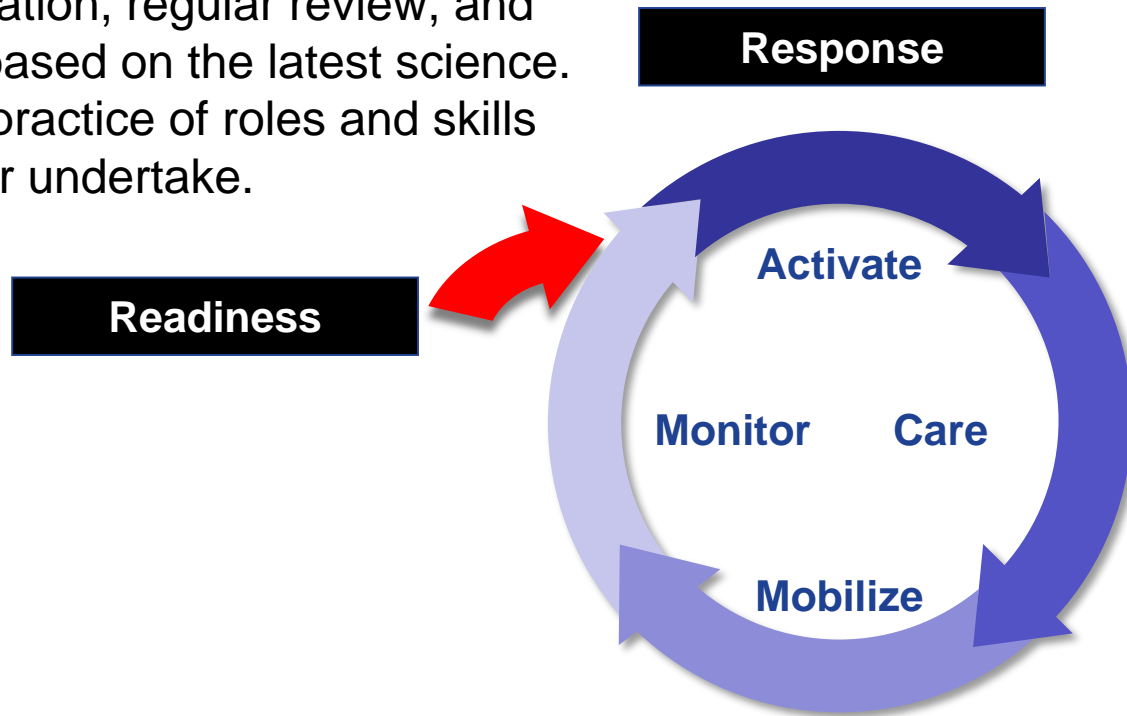 ation, regular review, and
based on the latest science.
practice of roles and skills
r undertake.
Response
Readiness
Activate
Monitor Care
Mobilize